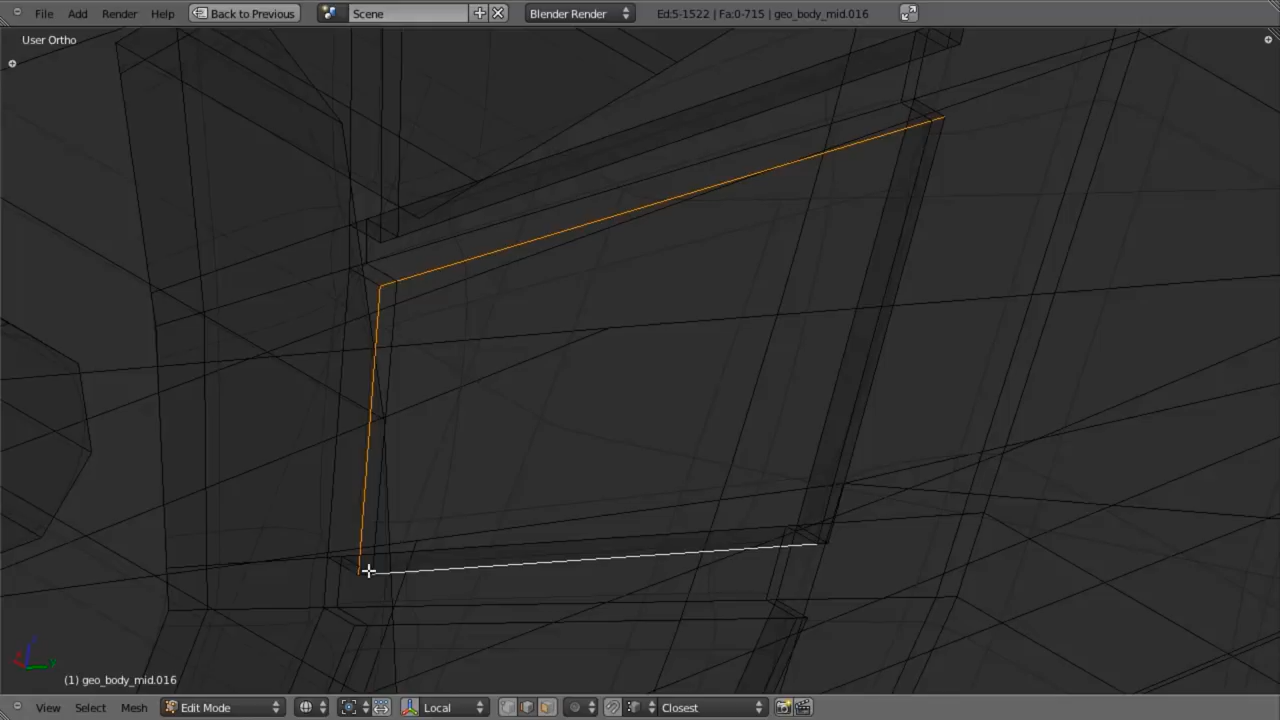 File Add Render Help Back to Previous Scene Blender Render Ed:5-1522 | Fa:0-715 | geo_body_mid.016
User Ortho
(1) geo_body_mid.016
View Select Mesh Edit Mode Local Closest